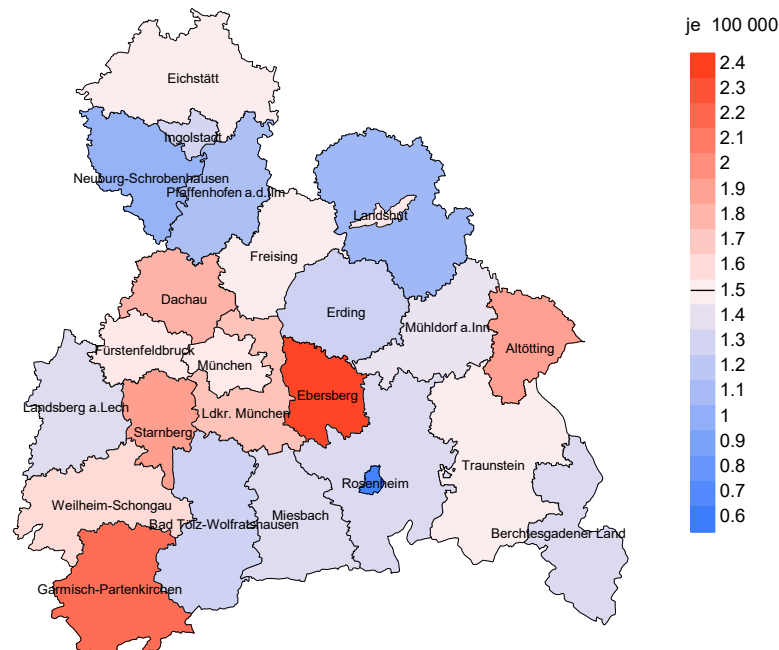 je 100 000
2.4
2.3
2.2
2.1
2
1.9
1.8
1.7
1.6
1.5
1.4
1.3
1.2
1.1
1
0.9
0.8
0.7
0.6
Eichstätt
Ingolstadt
Neuburg-Schrobenhausen
Pfaffenhofen a.d.Ilm
Landshut
Freising
Dachau
Erding
Mühldorf a.Inn
Altötting
Fürstenfeldbruck
München
Ebersberg
Landsberg a.Lech
Ldkr. München
Starnberg
Traunstein
Rosenheim
Weilheim-Schongau
Miesbach
Bad Tölz-Wolfratshausen
Berchtesgadener Land
Garmisch-Partenkirchen